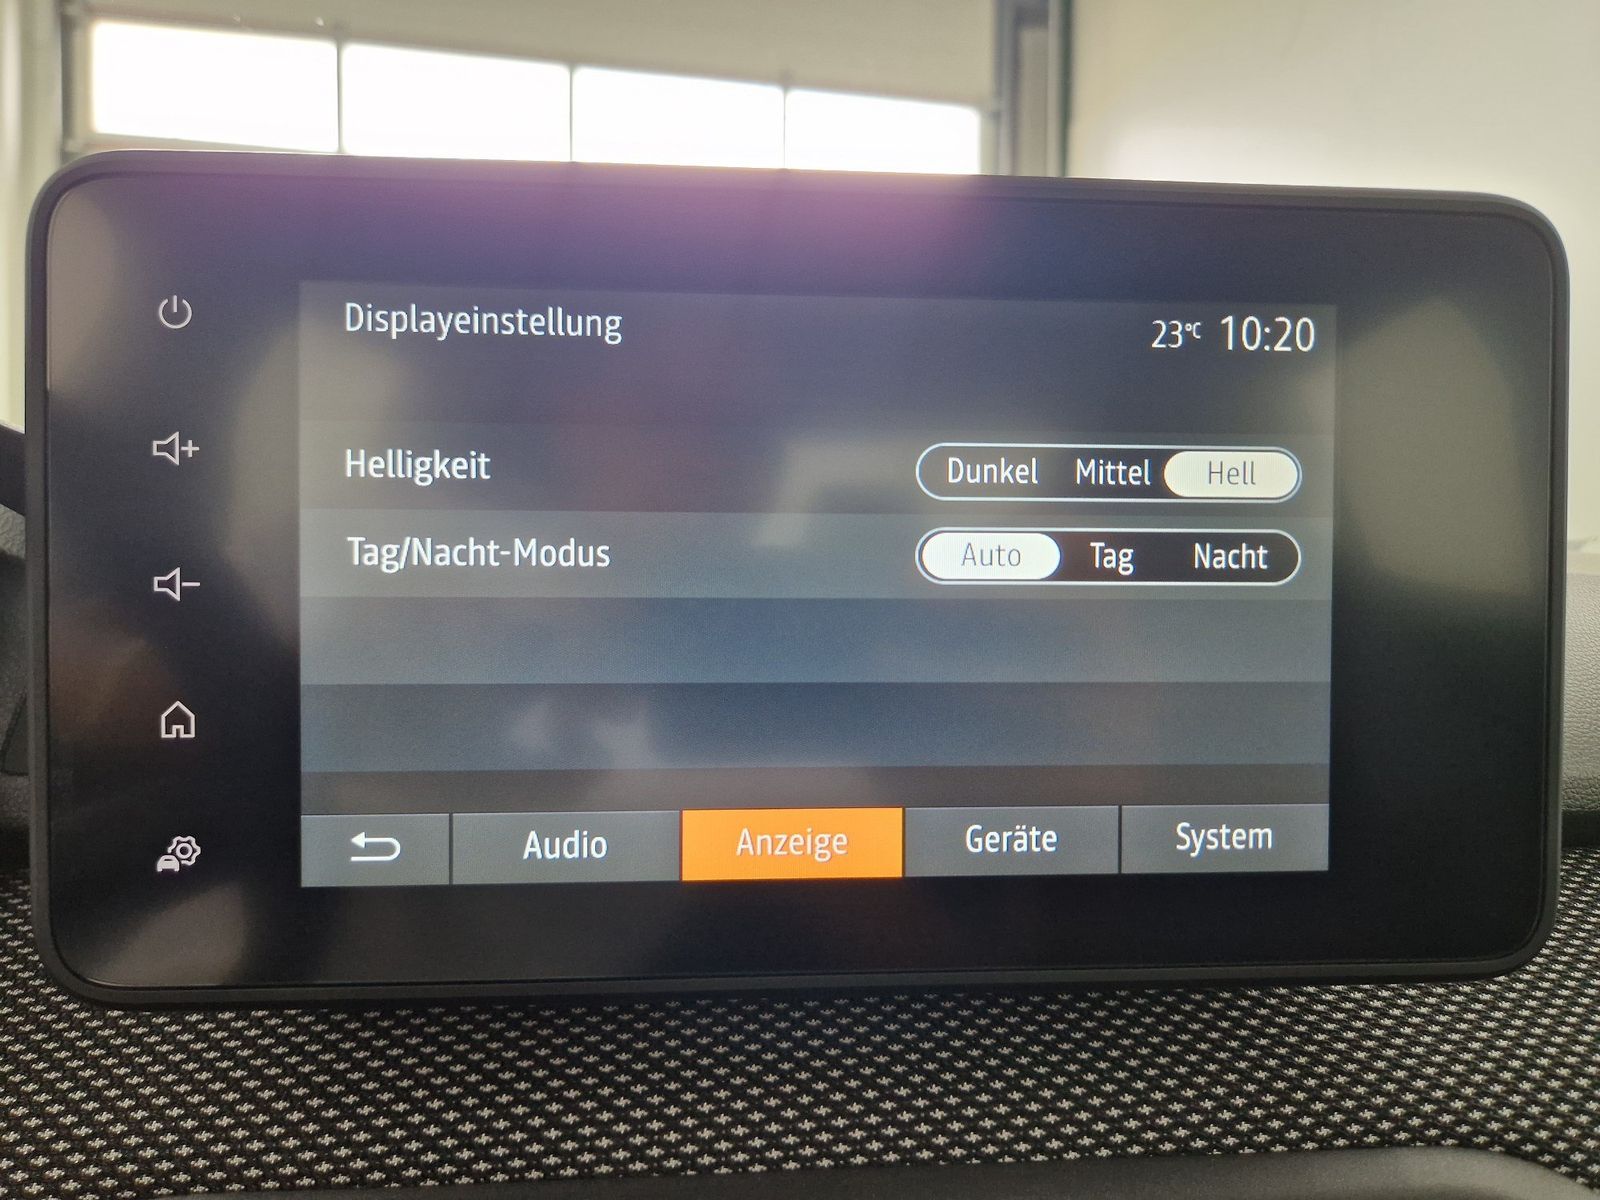 Displayeinstellung
23°C 10:20
Helligkeit
Dunkel Mittel Hell
Tag/Nacht-Modus
Auto Tag Nacht
Audio Anzeige Geräte System